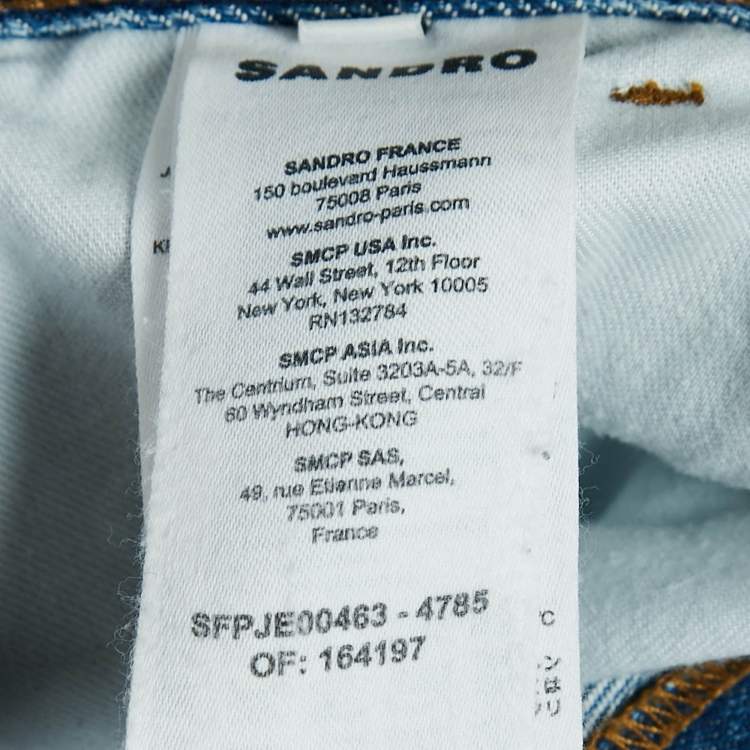 SANDRO
SANDRO FRANCE
150 boulevard Haussmann
75008 Paris
www.sandro-paris.com
SMCP USA Inc.
44 Wall Street, 12th Floor
New York, New York 10005
RN132784
SMCP ASIA Inc.
The Centrium, Suite 3203A-5A, 32/F
60 Wyndham Street, Central
HONG-KONG
SMCP SAS,
49, rue Etienne Marcel,
75001 Paris,
France
SFPJE00463 - 4785
OF: 164197